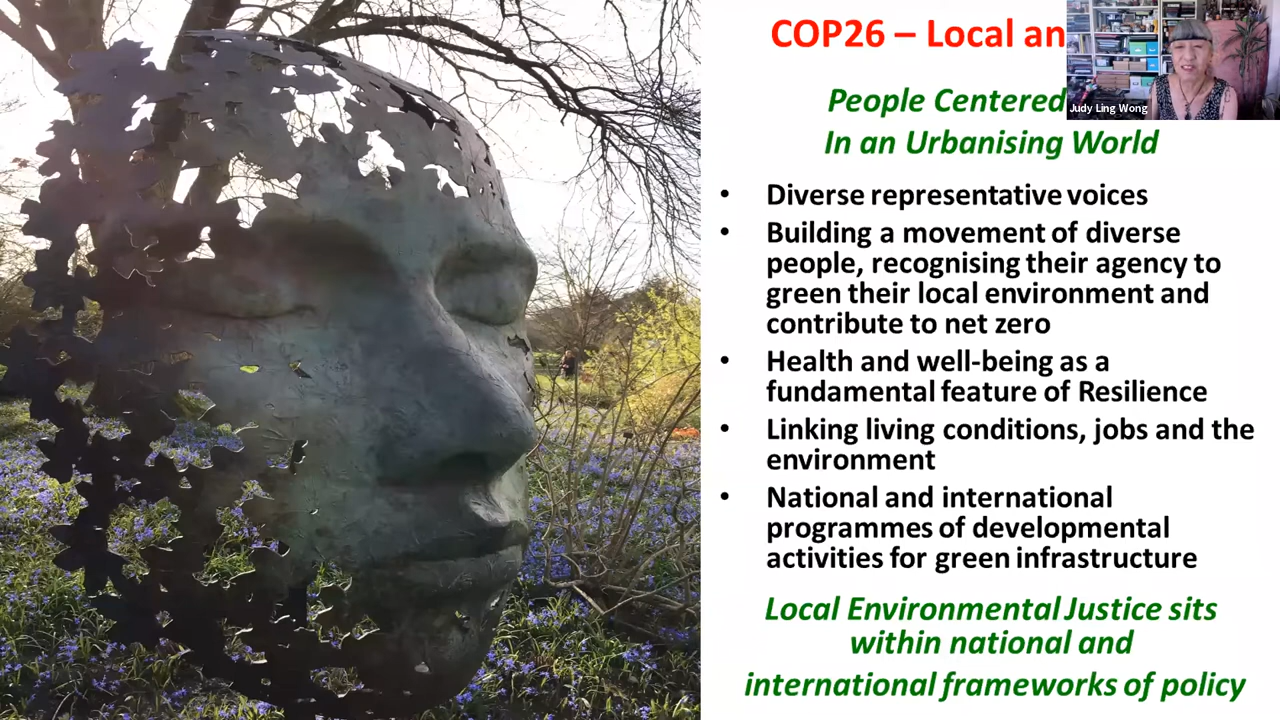 COP26 – Local an
Judy Ling Wong
People Centered
In an Urbanising World
• Diverse representative voices
• Building a movement of diverse
people, recognising their agency to
green their local environment and
contribute to net zero
• Health and well-being as a
fundamental feature of Resilience
• Linking living conditions, jobs and the
environment
• National and international
programmes of developmental
activities for green infrastructure
Local Environmental Justice sits
within national and
international frameworks of policy